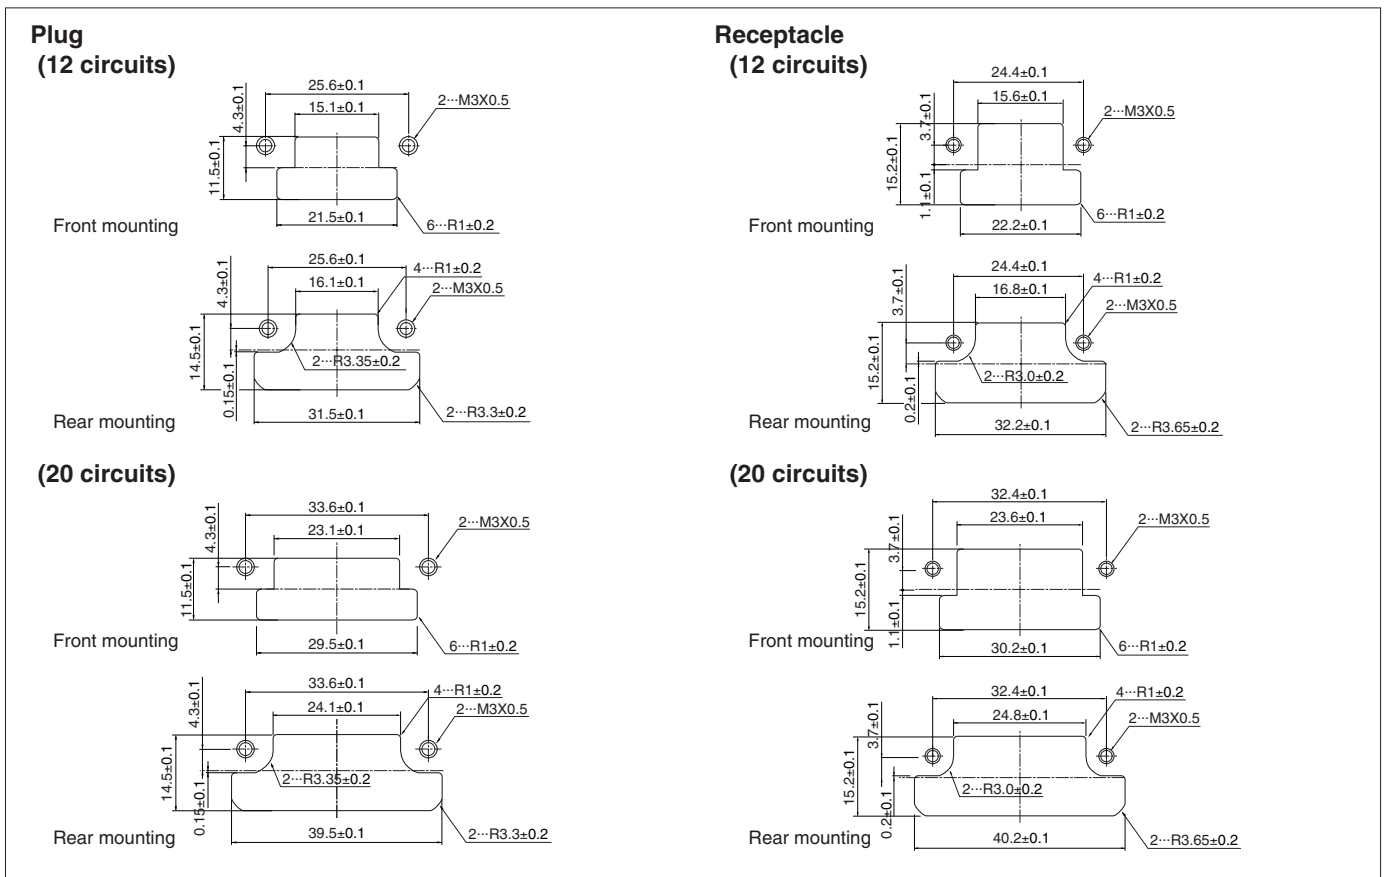 Plug
(12 circuits)
25.6±0.1
15.1±0.1
4.3±0.1
2···M3X0.5
11.5±0.1
21.5±0.1
6···R1±0.2
Front mounting
25.6±0.1
4···R1±0.2
16.1±0.1
2···M3X0.5
4.3±0.1
14.5±0.1
2···R3.35±0.2
0.15±0.1
31.5±0.1
2···R3.3±0.2
Rear mounting
(20 circuits)
33.6±0.1
23.1±0.1
2···M3X0.5
4.3±0.1
11.5±0.1
29.5±0.1
6···R1±0.2
Front mounting
33.6±0.1
4···R1±0.2
24.1±0.1
2···M3X0.5
4.3±0.1
14.5±0.1
2···R3.35±0.2
0.15±0.1
39.5±0.1
2···R3.3±0.2
Rear mounting
Receptacle
(12 circuits)
24.4±0.1
15.6±0.1
2···M3X0.5
3.7±0.1
15.2±0.1
1.1±0.1
6···R1±0.2
22.2±0.1
Front mounting
24.4±0.1
4···R1±0.2
16.8±0.1
2···M3X0.5
3.7±0.1
15.2±0.1
2···R3.0±0.2
0.2±0.1
32.2±0.1
2···R3.65±0.2
Rear mounting
(20 circuits)
32.4±0.1
23.6±0.1
2···M3X0.5
3.7±0.1
15.2±0.1
1.1±0.1
30.2±0.1
6···R1±0.2
Front mounting
32.4±0.1
4···R1±0.2
24.8±0.1
2···M3X0.5
3.7±0.1
15.2±0.1
2···R3.0±0.2
0.2±0.1
40.2±0.1
2···R3.65±0.2
Rear mounting